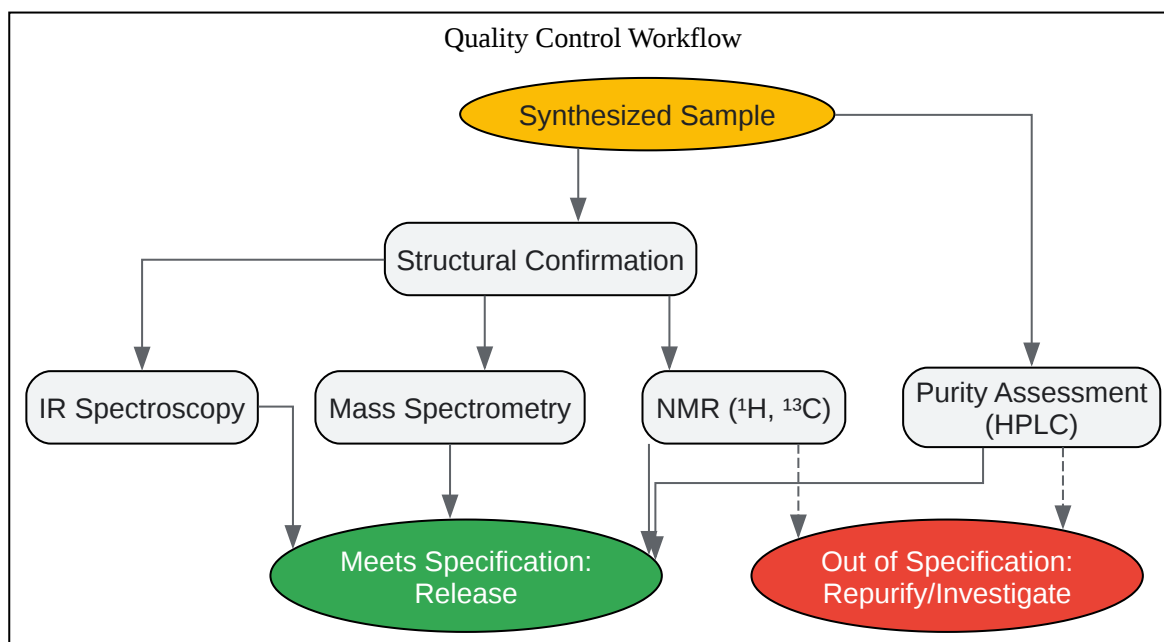 Quality Control Workflow
Synthesized Sample
Structural Confirmation
IR Spectroscopy
Mass Spectrometry
NMR (¹H, ¹³C)
Purity Assessment
(HPLC)
Meets Specification:
Release
Out of Specification:
Repurify/Investigate